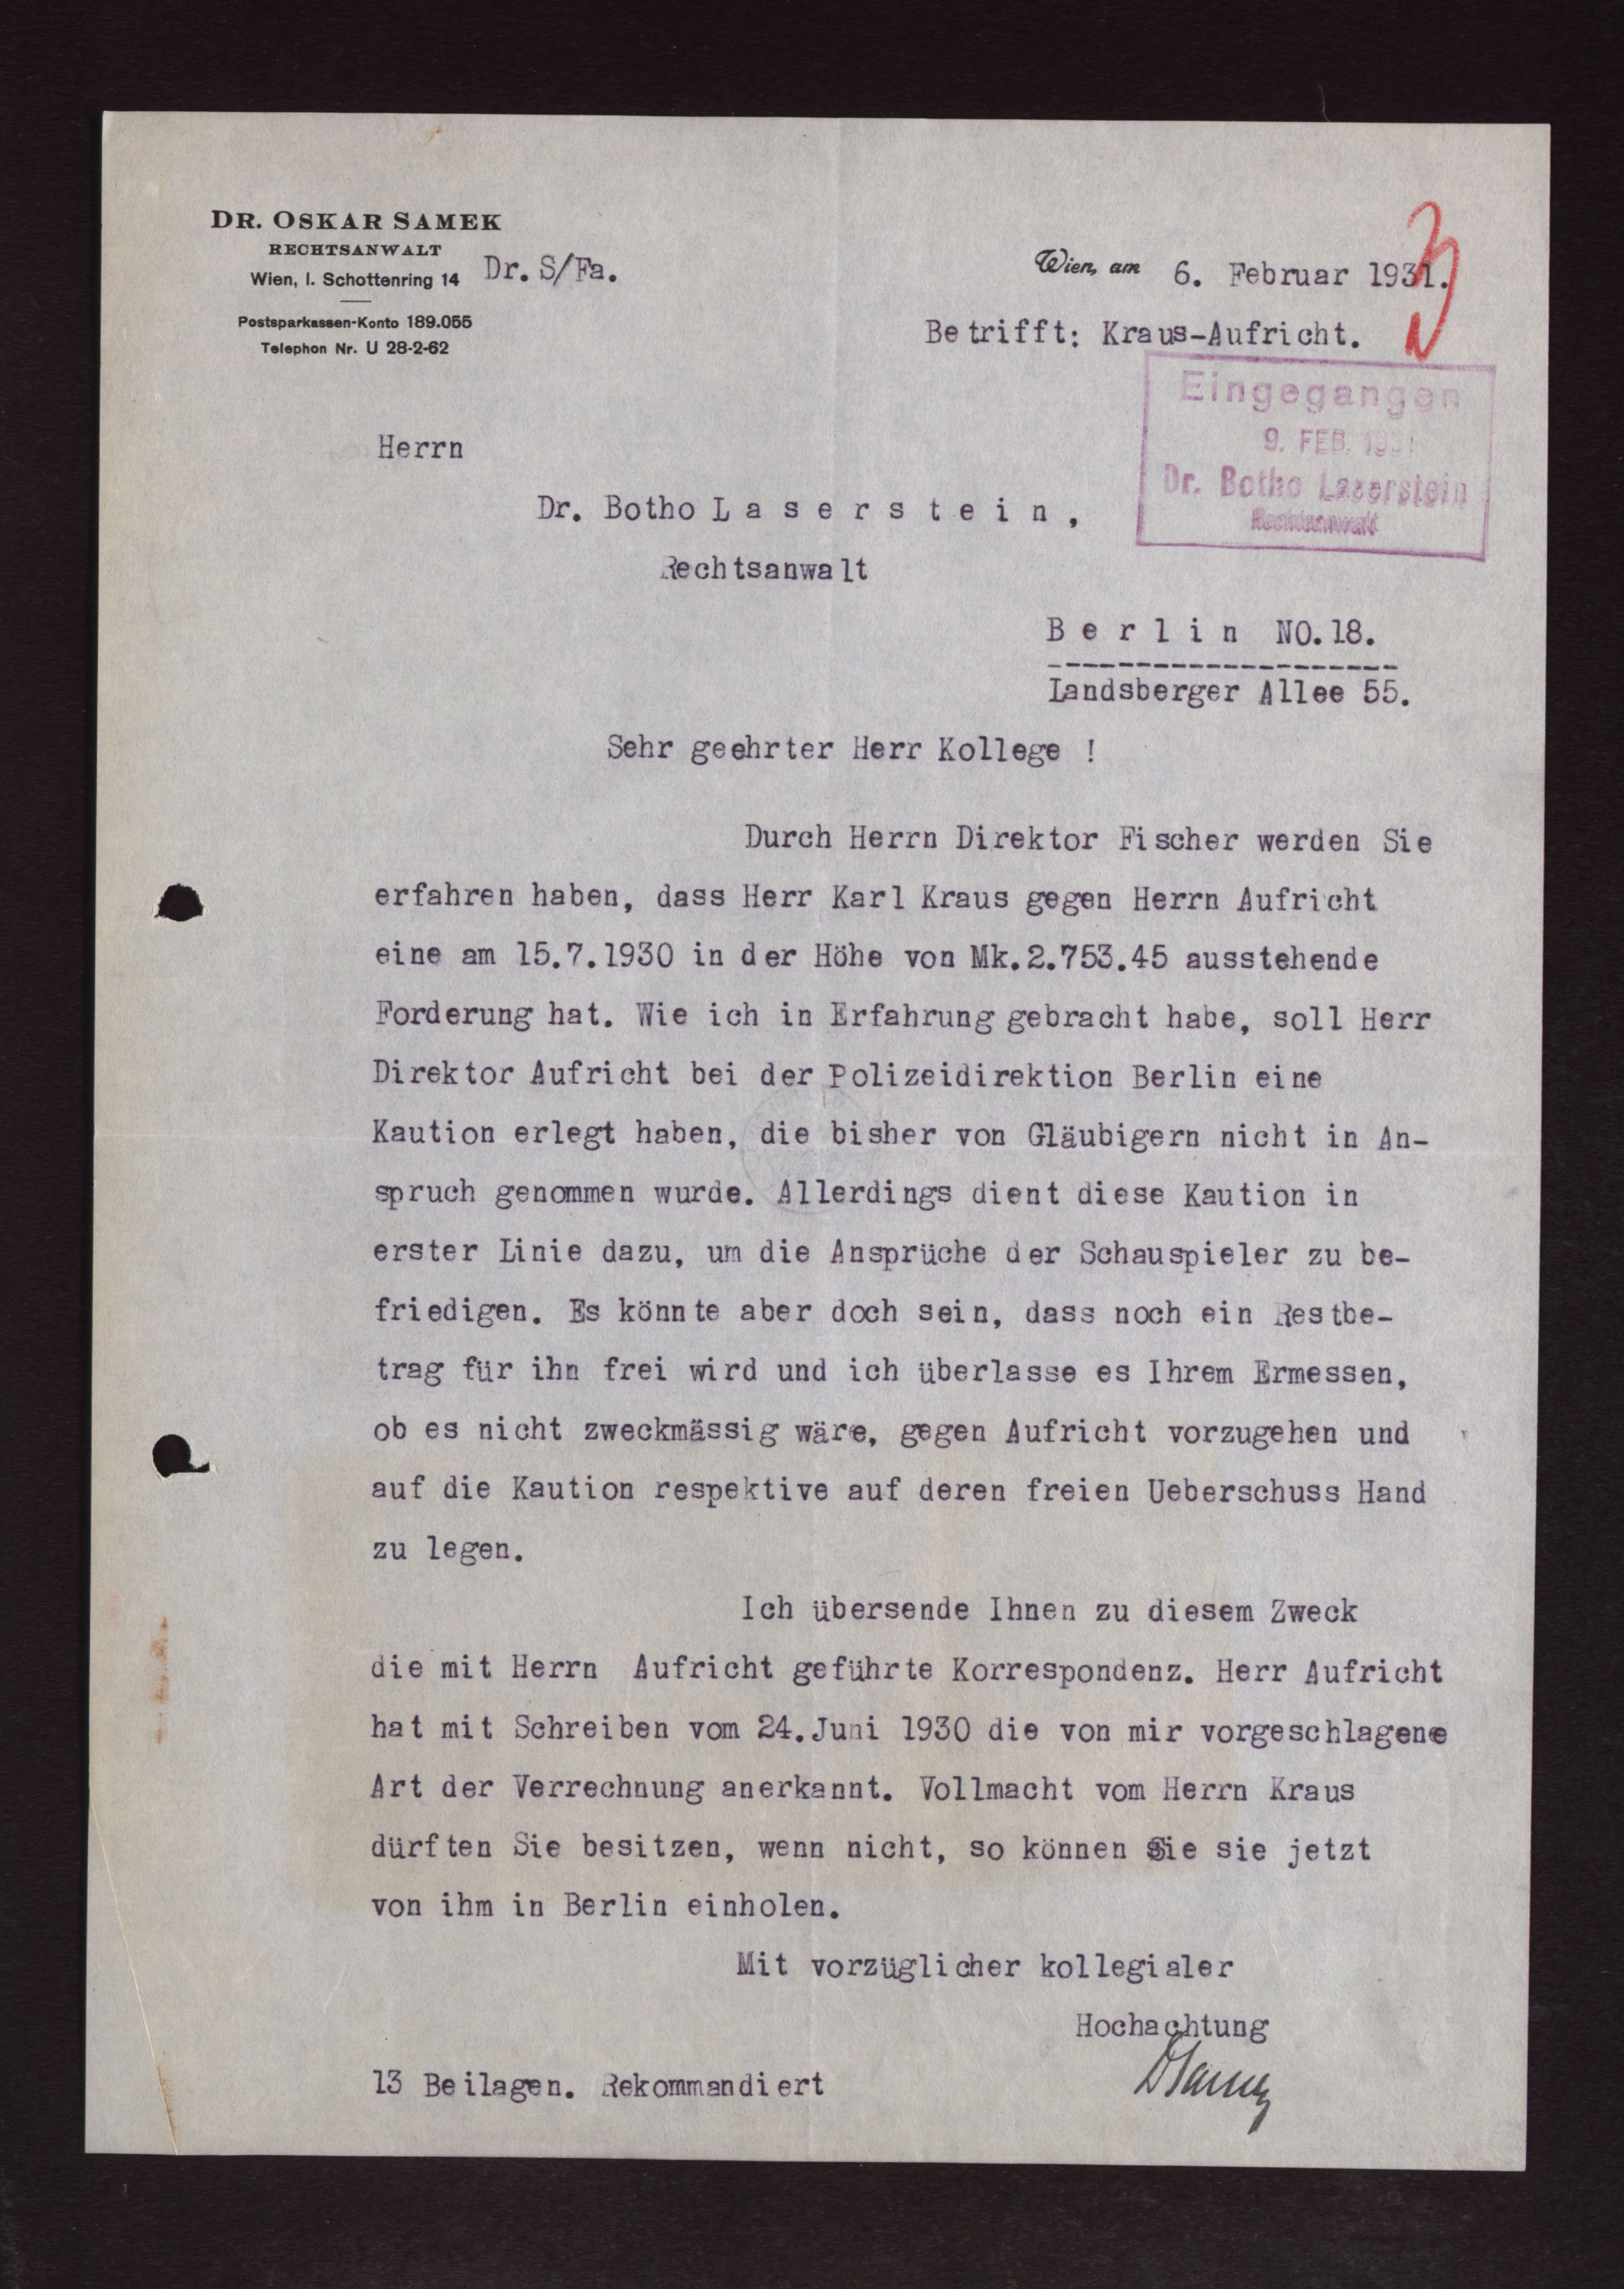 DR. OSKAR SAMEK
RECHTSANWALT
Wien, I. Schottenring 14
Dr. S/Fa.
Postsparkassen-Konto 189.055
Telephon Nr. U 28-2-62
Wien, am 6. Februar 1931.
3
Betrifft: Kraus-Aufricht.
Eingegangen
9. FEB. 1931
Dr. Botho Laserstein
Rechtsanwalt
Herrn
Dr. Botho L a s e r s t e i n ,
Rechtsanwalt
B e r l i n NO.18.
--------------------
Landsberger Allee 55.
Sehr geehrter Herr Kollege !
Durch Herrn Direktor Fischer werden Sie
erfahren haben, dass Herr Karl Kraus gegen Herrn Aufricht
eine am 15.7.1930 in der Höhe von Mk.2.753.45 ausstehende
Forderung hat. Wie ich in Erfahrung gebracht habe, soll Herr
Direktor Aufricht bei der Polizeidirektion Berlin eine
Kaution erlegt haben, die bisher von Gläubigern nicht in An-
spruch genommen wurde. Allerdings dient diese Kaution in
erster Linie dazu, um die Ansprüche der Schauspieler zu be-
friedigen. Es könnte aber doch sein, dass noch ein Restbe-
trag für ihn frei wird und ich überlasse es Ihrem Ermessen,
ob es nicht zweckmässig wäre, gegen Aufricht vorzugehen und
auf die Kaution respektive auf deren freien Ueberschuss Hand
zu legen.
Ich übersende Ihnen zu diesem Zweck
die mit Herrn Aufricht geführte Korrespondenz. Herr Aufricht
hat mit Schreiben vom 24.Juni 1930 die von mir vorgeschlagene
Art der Verrechnung anerkannt. Vollmacht vom Herrn Kraus
dürften Sie besitzen, wenn nicht, so können Sie sie jetzt
von ihm in Berlin einholen.
Mit vorzüglicher kollegialer
Hochachtung
13 Beilagen. Rekommandiert